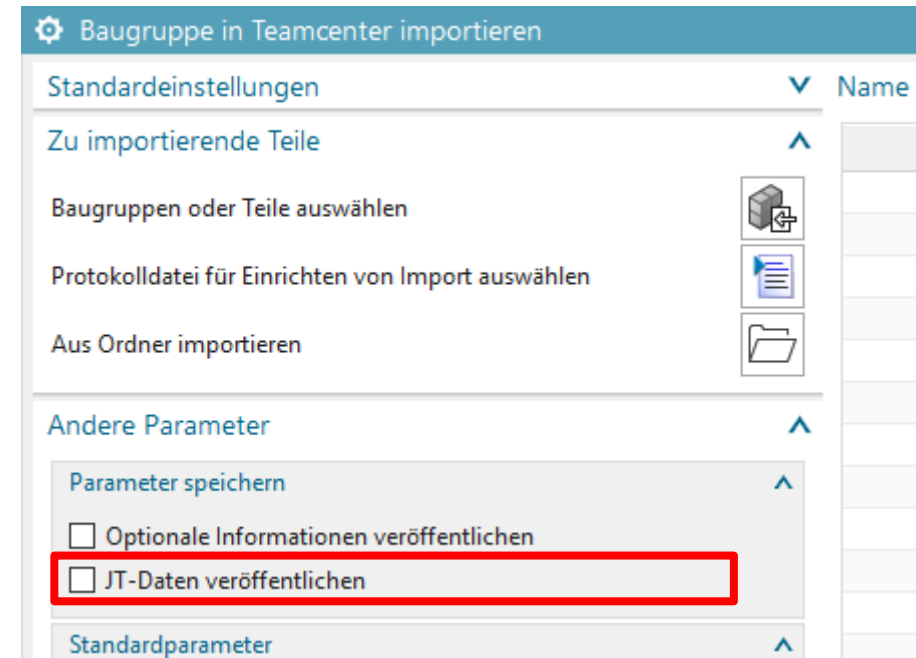 Baugruppe in Teamcenter importieren
Standardeinstellungen
Name
Zu importierende Teile
Baugruppen oder Teile auswählen
Protokolldatei für Einrichten von Import auswählen
Aus Ordner importieren
Andere Parameter
Parameter speichern
Optionale Informationen veröffentlichen
JT-Daten veröffentlichen
Standardparameter